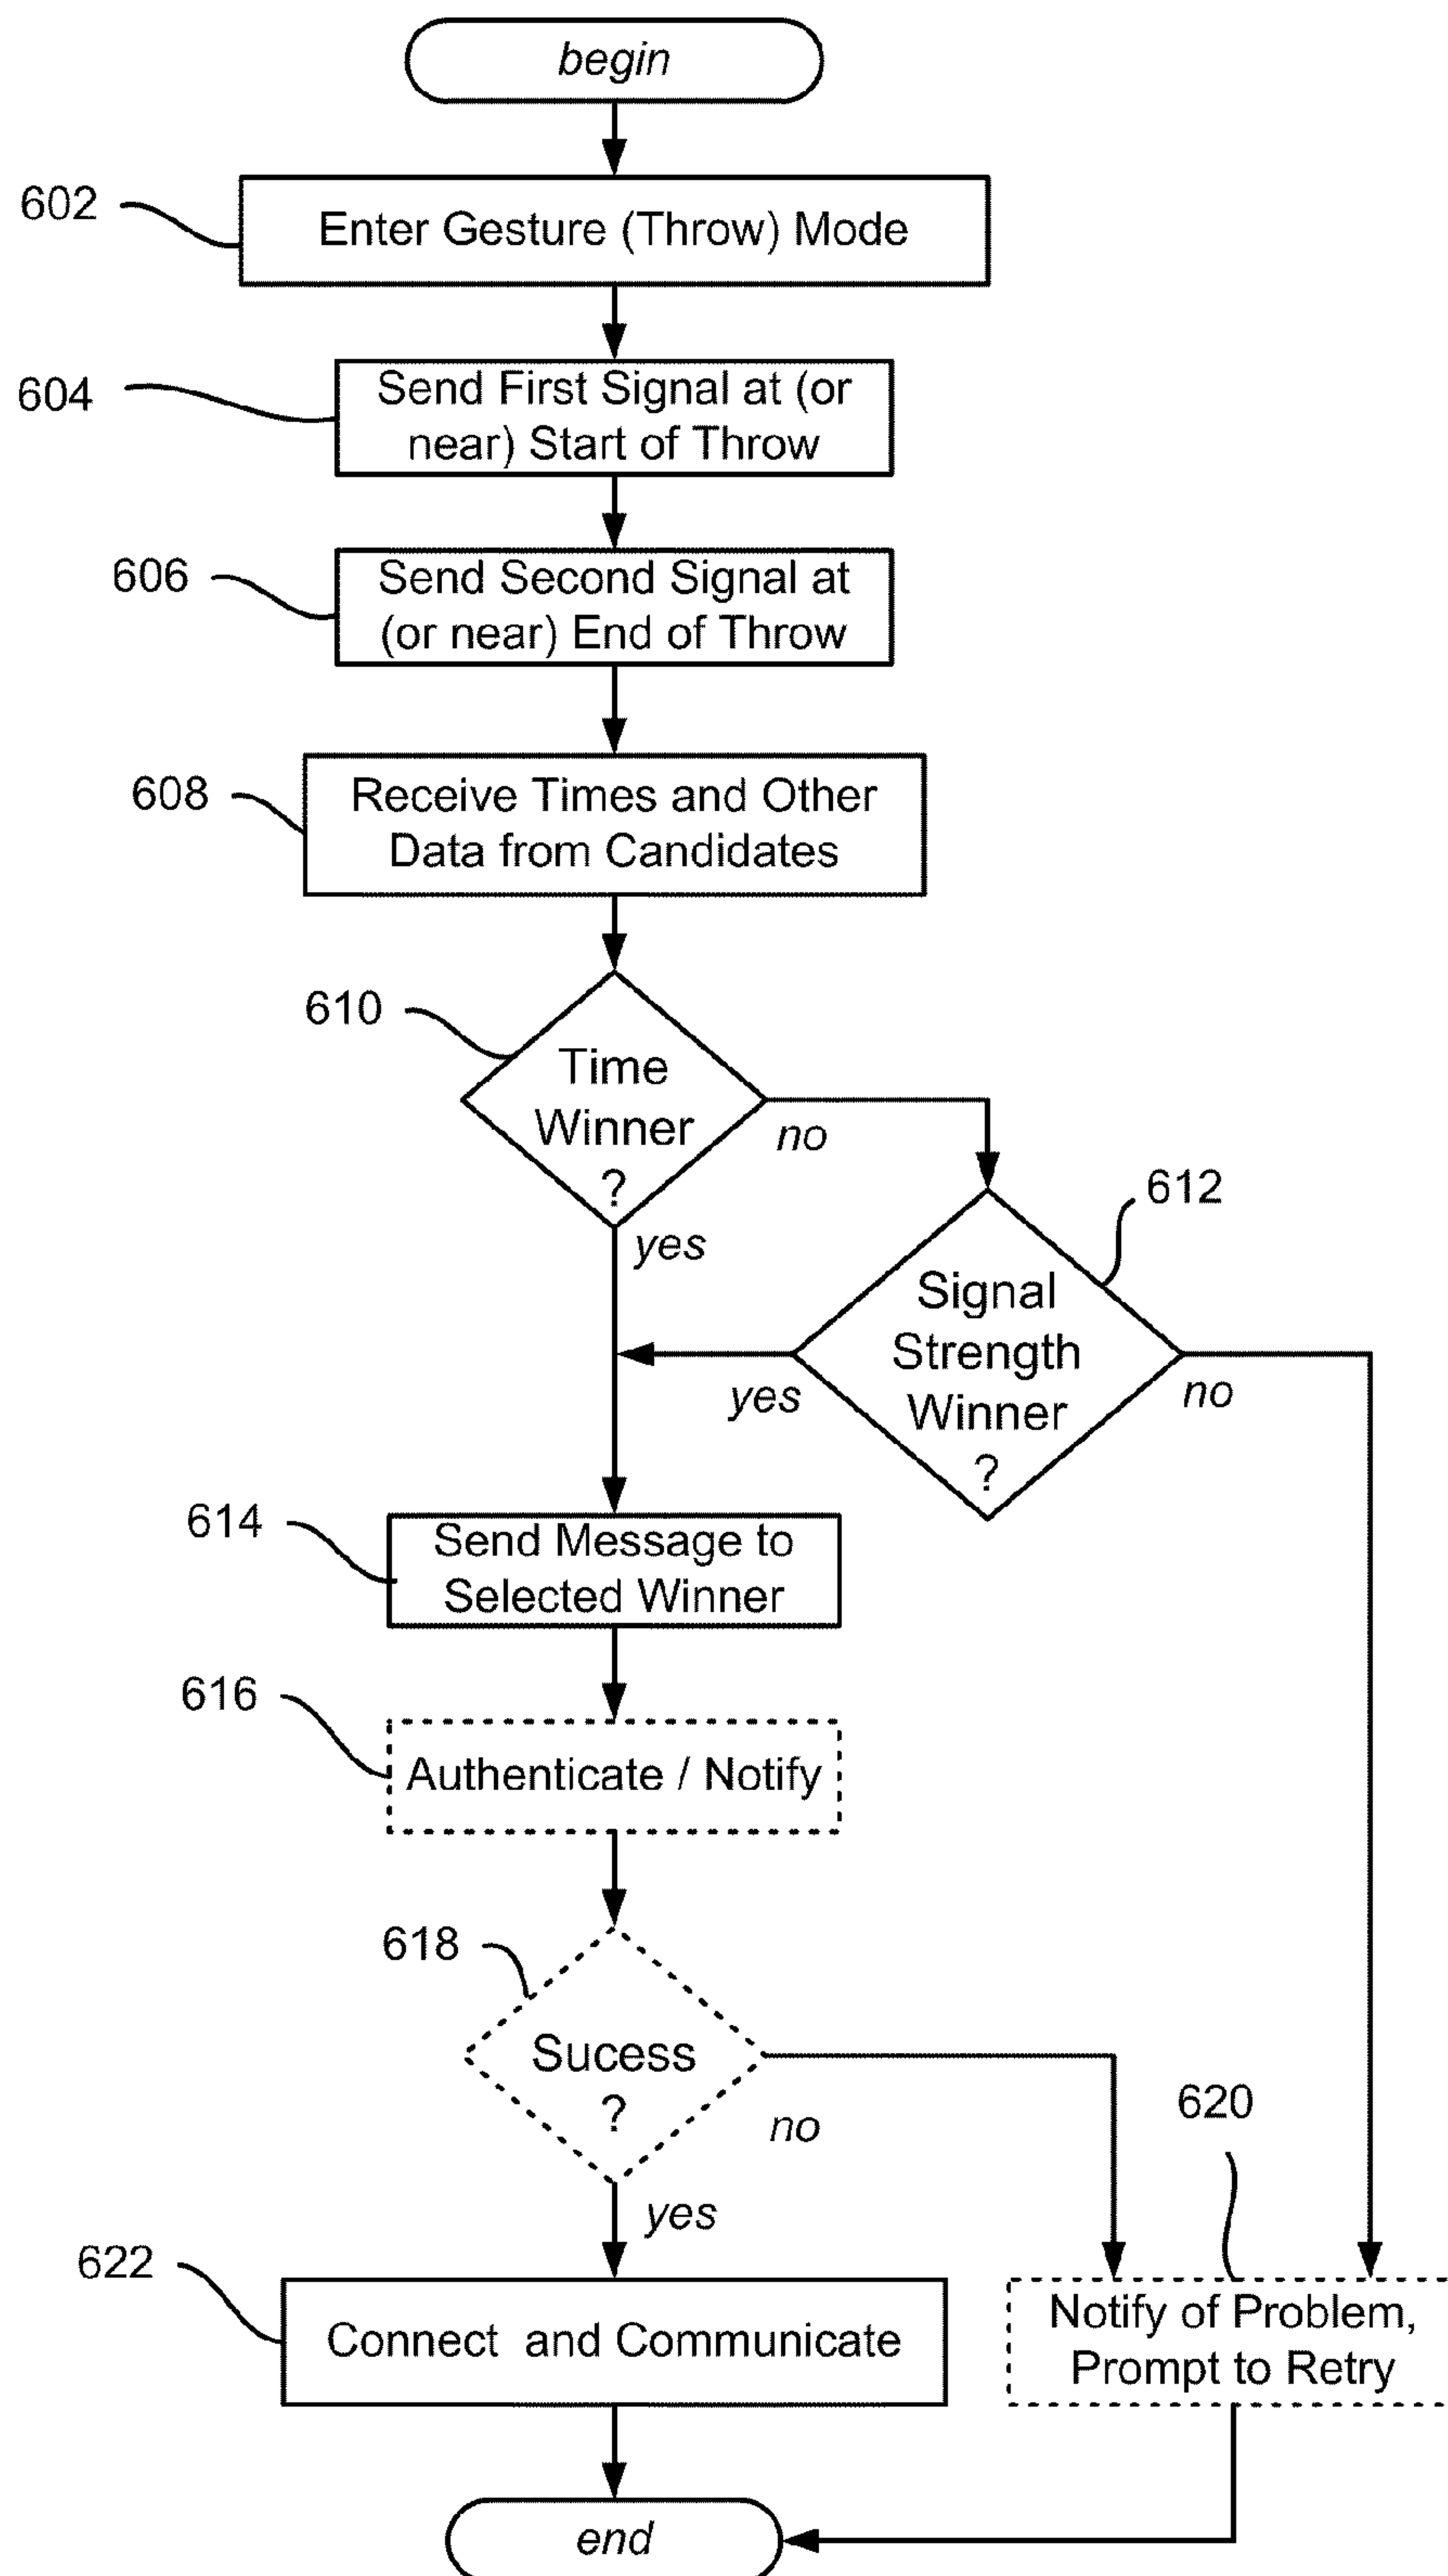 begin
602
Enter Gesture (Throw) Mode
604
Send First Signal at (or
near) Start of Throw
606
Send Second Signal at
(or near) End of Throw
608
Receive Times and Other
Data from Candidates
610
Time
Winner
?
no
yes
612
Signal
Strength
Winner
?
yes
no
614
Send Message to
Selected Winner
616
Authenticate / Notify
618
Sucess
?
no
yes
620
Notify of Problem,
Prompt to Retry
622
Connect and Communicate
end